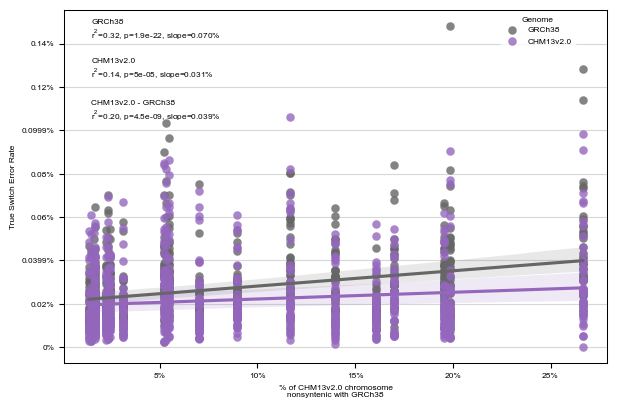 GRCh38
r²=0.32, p=1.9e-22, slope=0.070%
CHM13v2.0
r²=0.14, p=5e-05, slope=0.031%
CHM13v2.0 - GRCh38
r²=0.20, p=4.5e-09, slope=0.039%
Genome
GRCh38
CHM13v2.0
True Switch Error Rate
0.14%
0.12%
0.0999%
0.08%
0.06%
0.0399%
0.02%
0%
5%
10%
15%
20%
25%
% of CHM13v2.0 chromosome
nonsyntenic with GRCh38